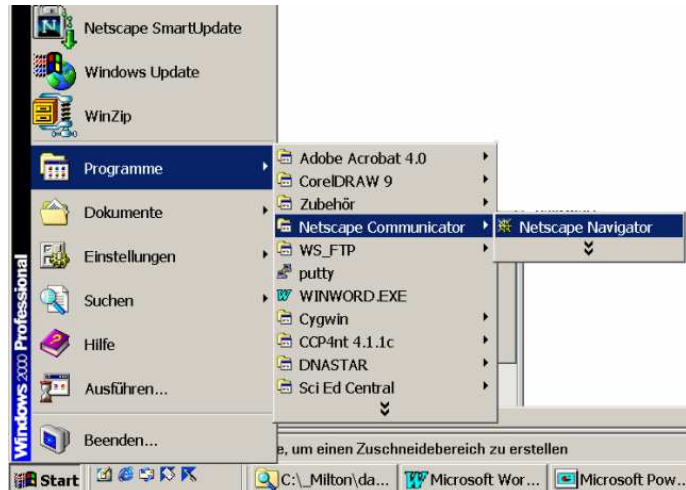 Netscape SmartUpdate
Windows Update
WinZip
Programme
Dokumente
Einstellungen
Suchen
Hilfe
Ausführen...
Beenden...
Windows 2000 Professional
Adobe Acrobat 4.0
CorelDRAW 9
Zubehör
Netscape Communicator
WS_FTP
putty
WINWORD.EXE
Cygwin
CCP4nt 4.1.1c
DNASTAR
Sci Ed Central
Netscape Navigator
e, um einen Zuschneidebereich zu erstellen
Start
C:\_Milton\da...
Microsoft Wor...
Microsoft Pow..